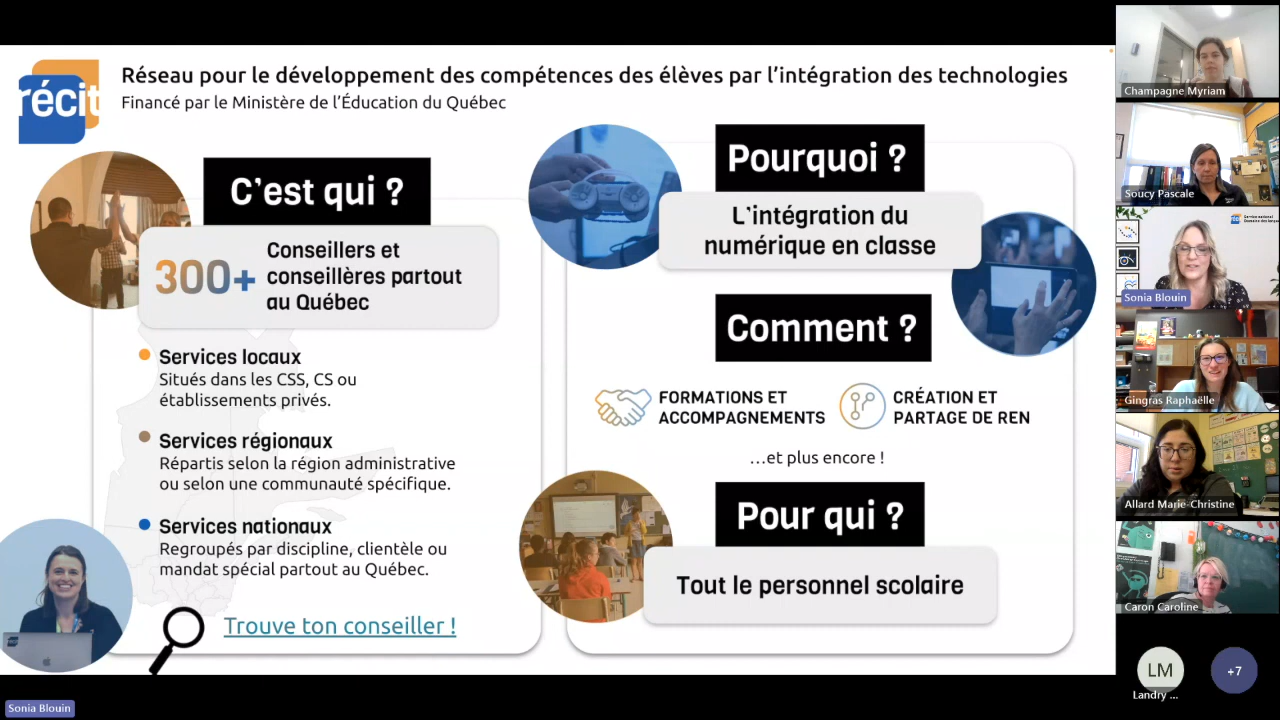 récit
Réseau pour le développement des compétences des élèves par l'intégration des technologies
Financé par le Ministère de l'Éducation du Québec
C'est qui ?
300+
Conseillers et
conseillères partout
au Québec
Services locaux
Situés dans les CSS, CS ou
établissements privés.
Services régionaux
Répartis selon la région administrative
ou selon une communauté spécifique.
Services nationaux
Regroupés par discipline, clientèle ou
mandat spécial partout au Québec.
Trouve ton conseiller !
Pourquoi ?
L'intégration du
numérique en classe
Comment ?
FORMATIONS ET
ACCOMPAGNEMENTS
CRÉATION ET
PARTAGE DE REN
...et plus encore !
Pour qui ?
Tout le personnel scolaire
Champagne Myriam
Soucy Pascale
Sonia Blouin
Gingras Raphaëlle
Allard Marie-Christine
Caron Caroline
LM
Landry ...
+7
Sonia Blouin